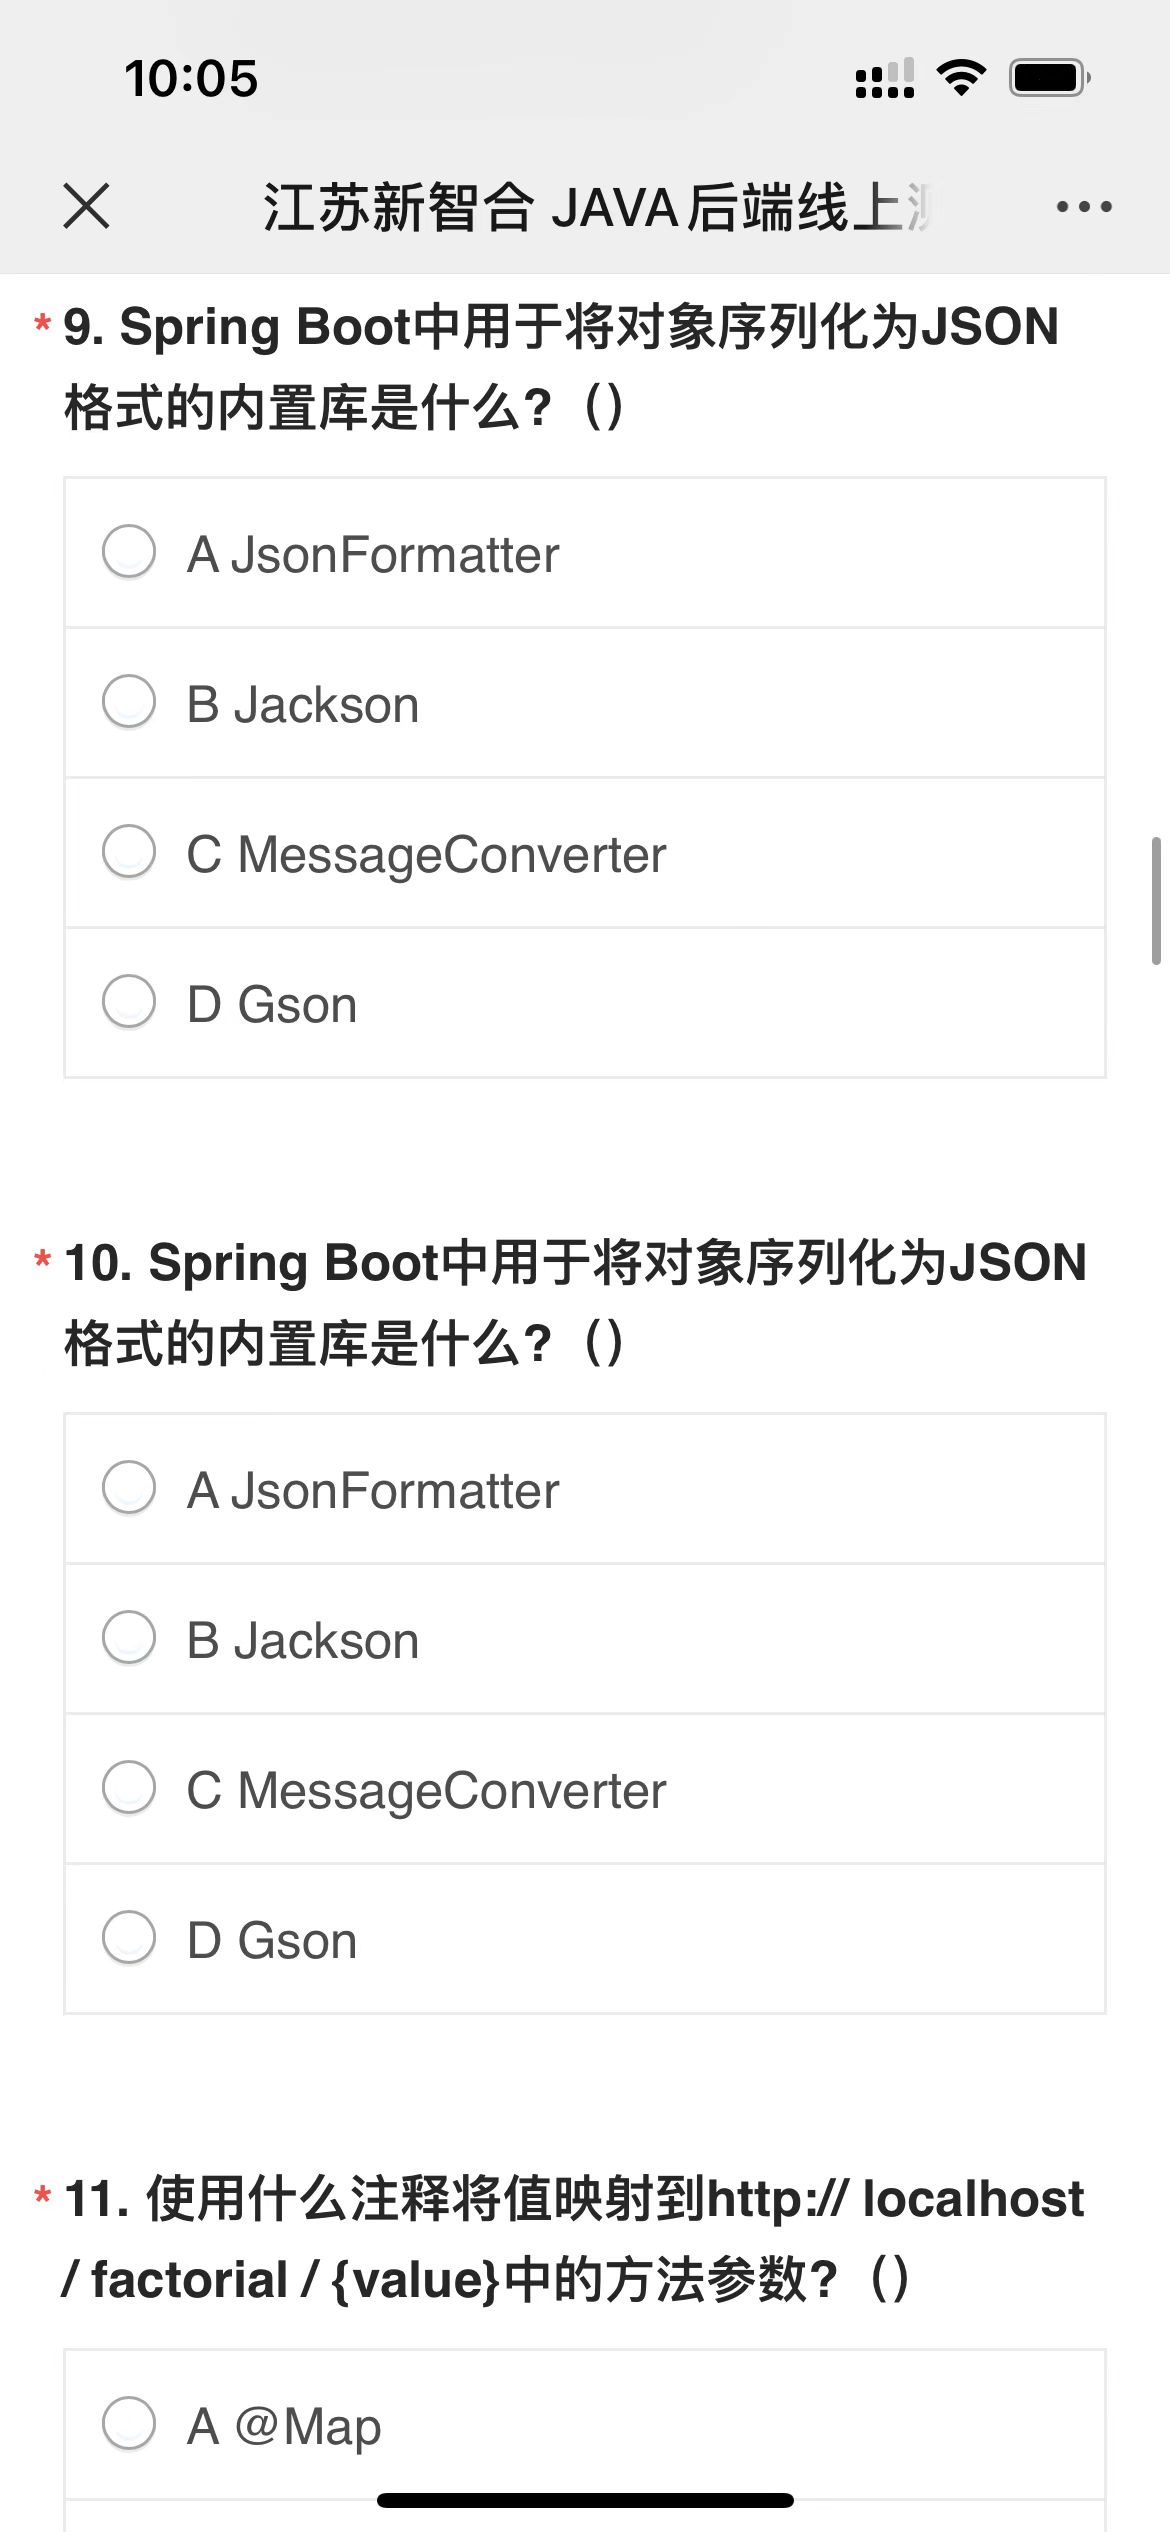 10:05
江苏新智合 JAVA后端线上
* 9. Spring Boot中用于将对象序列化为JSON
格式的内置库是什么?（）
A JsonFormatter
B Jackson
C MessageConverter
D Gson
* 10. Spring Boot中用于将对象序列化为JSON
格式的内置库是什么?（）
A JsonFormatter
B Jackson
C MessageConverter
D Gson
* 11. 使用什么注释将值映射到http:// localhost
/ factorial / {value}中的方法参数?（）
A @Map